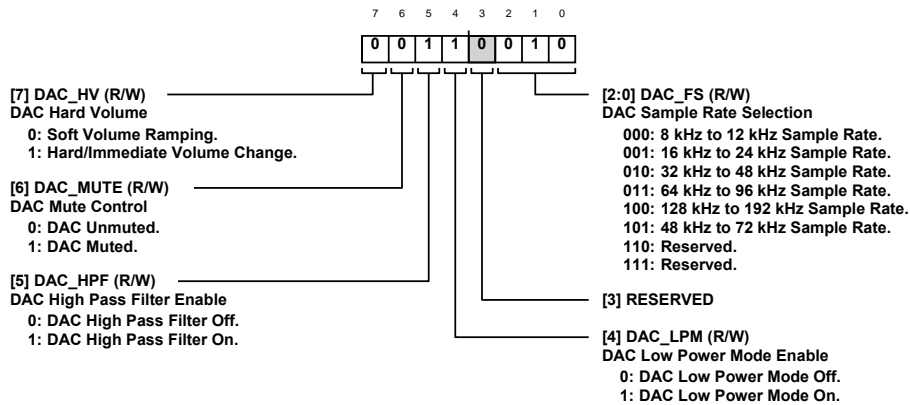 7 6 5 4 3 2 1 0
0 0 1 1 0 0 1 0
[7] DAC_HV (R/W)
DAC Hard Volume
0: Soft Volume Ramping.
1: Hard/Immediate Volume Change.
[6] DAC_MUTE (R/W)
DAC Mute Control
0: DAC Unmuted.
1: DAC Muted.
[5] DAC_HPF (R/W)
DAC High Pass Filter Enable
0: DAC High Pass Filter Off.
1: DAC High Pass Filter On.
[2:0] DAC_FS (R/W)
DAC Sample Rate Selection
000: 8 kHz to 12 kHz Sample Rate.
001: 16 kHz to 24 kHz Sample Rate.
010: 32 kHz to 48 kHz Sample Rate.
011: 64 kHz to 96 kHz Sample Rate.
100: 128 kHz to 192 kHz Sample Rate.
101: 48 kHz to 72 kHz Sample Rate.
110: Reserved.
111: Reserved.
[3] RESERVED
[4] DAC_LPM (R/W)
DAC Low Power Mode Enable
0: DAC Low Power Mode Off.
1: DAC Low Power Mode On.